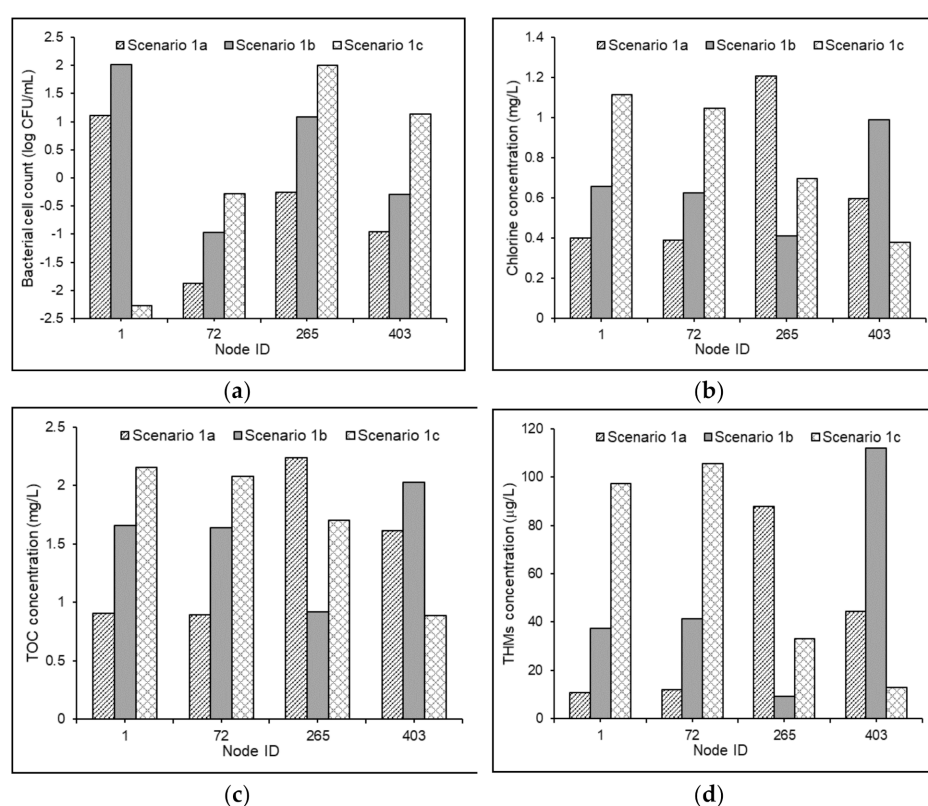 Scenario 1a Scenario 1b Scenario 1c
Bacterial cell count (log CFU/mL)
2.5
2
1.5
1
0.5
0
-0.5
-1
-1.5
-2
-2.5
1 72 265 403
Node ID
(a)
Scenario 1a Scenario 1b Scenario 1c
Chlorine concentration (mg/L)
1.4
1.2
1
0.8
0.6
0.4
0.2
0
1 72 265 403
Node ID
(b)
Scenario 1a Scenario 1b Scenario 1c
TOC concentration (mg/L)
2.5
2
1.5
1
0.5
0
1 72 265 403
Node ID
(c)
Scenario 1a Scenario 1b Scenario 1c
THMs concentration (µg/L)
120
100
80
60
40
20
0
1 72 265 403
Node ID
(d)